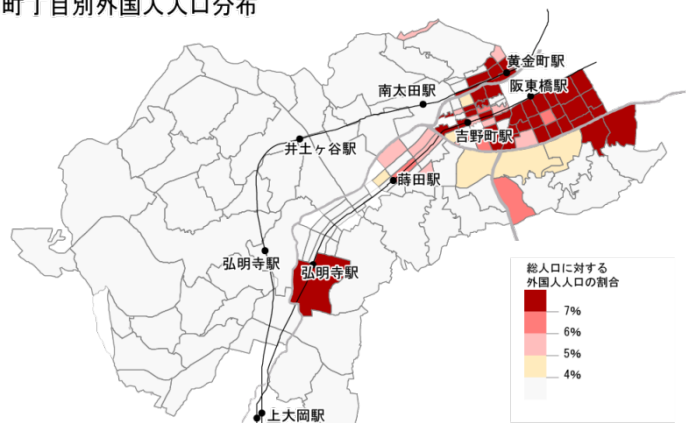 町丁目別外国人人口分布
黄金町駅
阪東橋駅
南太田駅
吉野町駅
井土ヶ谷駅
蒔田駅
弘明寺駅
弘明寺駅
上大岡駅
総人口に対する
外国人人口の割合
7%
6%
5%
4%